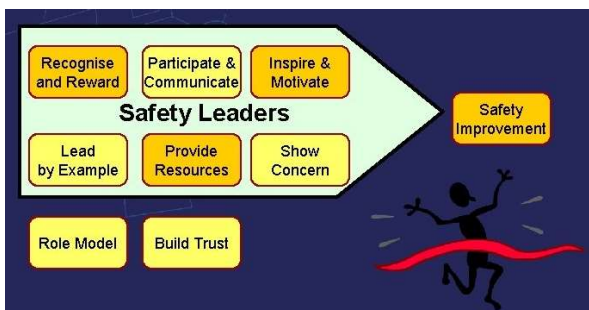 Recognise
and Reward
Participate &
Communicate
Inspire &
Motivate
Safety Leaders
Safety
Improvement
Lead
by Example
Provide
Resources
Show
Concern
Role Model
Build Trust